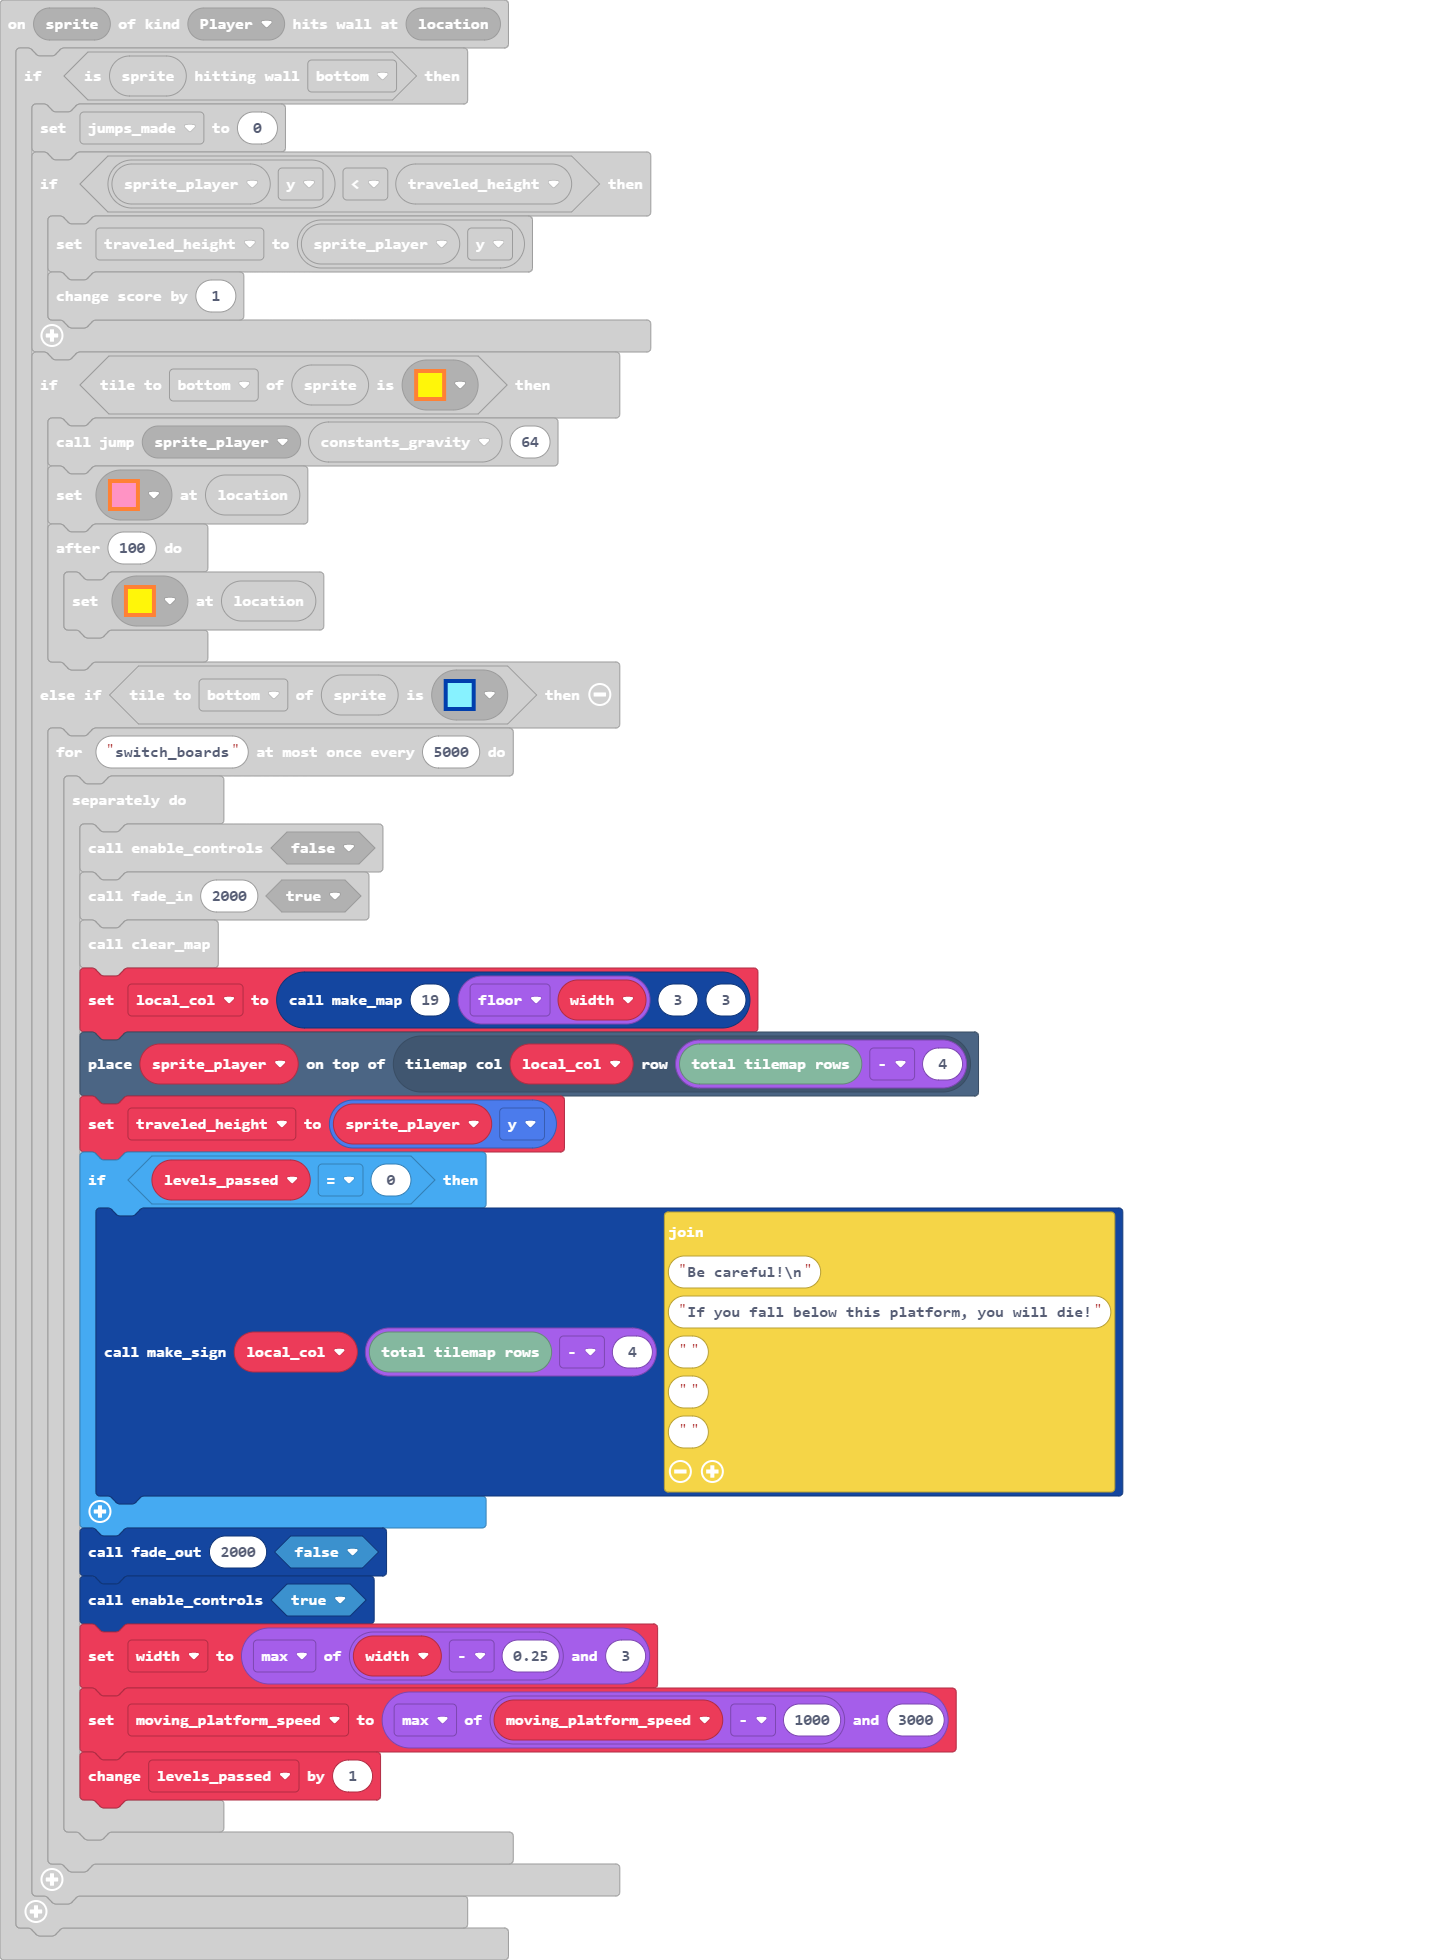 on sprite of kind Player hits wall at location
if is sprite hitting wall bottom then
set jumps_made to 0
if sprite_player y < traveled_height then
set traveled_height to sprite_player y
change score by 1
if tile to bottom of sprite is then
call jump sprite_player constants_gravity 64
set at location
after 100 do
set at location
else if tile to bottom of sprite is then
for "switch_boards" at most once every 5000 do
separately do
call enable_controls false
call fade_in 2000 true
call clear_map
set local_col to call make_map 19 floor width 3 3
place sprite_player on top of tilemap col local_col row total tilemap rows - 4
set traveled_height to sprite_player y
if levels_passed = 0 then
join
"Be careful!\n"
"If you fall below this platform, you will die!"
call make_sign local_col total tilemap rows - 4 ""
""
""
call fade_out 2000 false
call enable_controls true
set width to max of width - 0.25 and 3
set moving_platform_speed to max of moving_platform_speed - 1000 and 3000
change levels_passed by 1